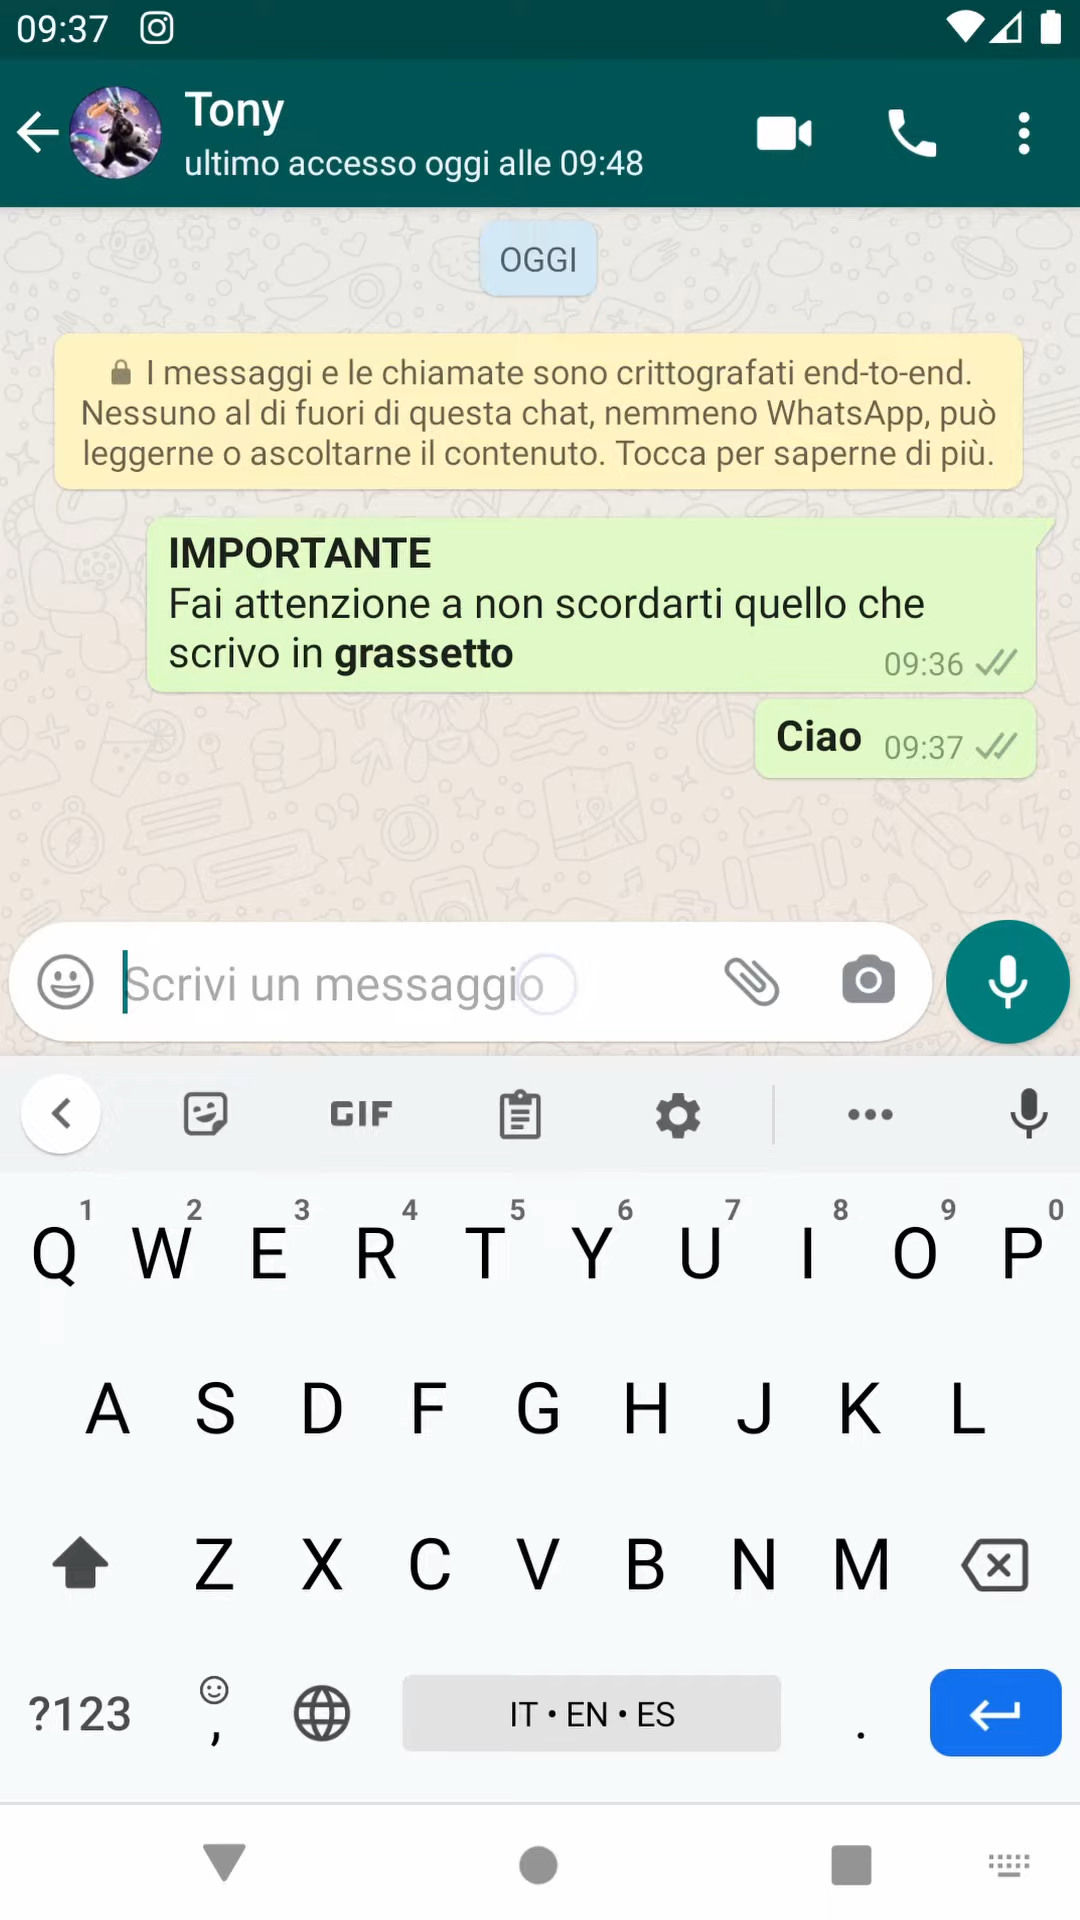 09:37
Tony
ultimo accesso oggi alle 09:48
OGGI
I messaggi e le chiamate sono crittografati end-to-end.
Nessuno al di fuori di questa chat, nemmeno WhatsApp, può
leggerne o ascoltarne il contenuto. Tocca per saperne di più.
IMPORTANTE
Fai attenzione a non scordarti quello che
scrivo in grassetto 09:36
Ciao 09:37
Scrivi un messaggio
GIF
1 2 3 4 5 6 7 8 9 0
Q W E R T Y U I O P
A S D F G H J K L
Z X C V B N M
?123 , IT • EN • ES .